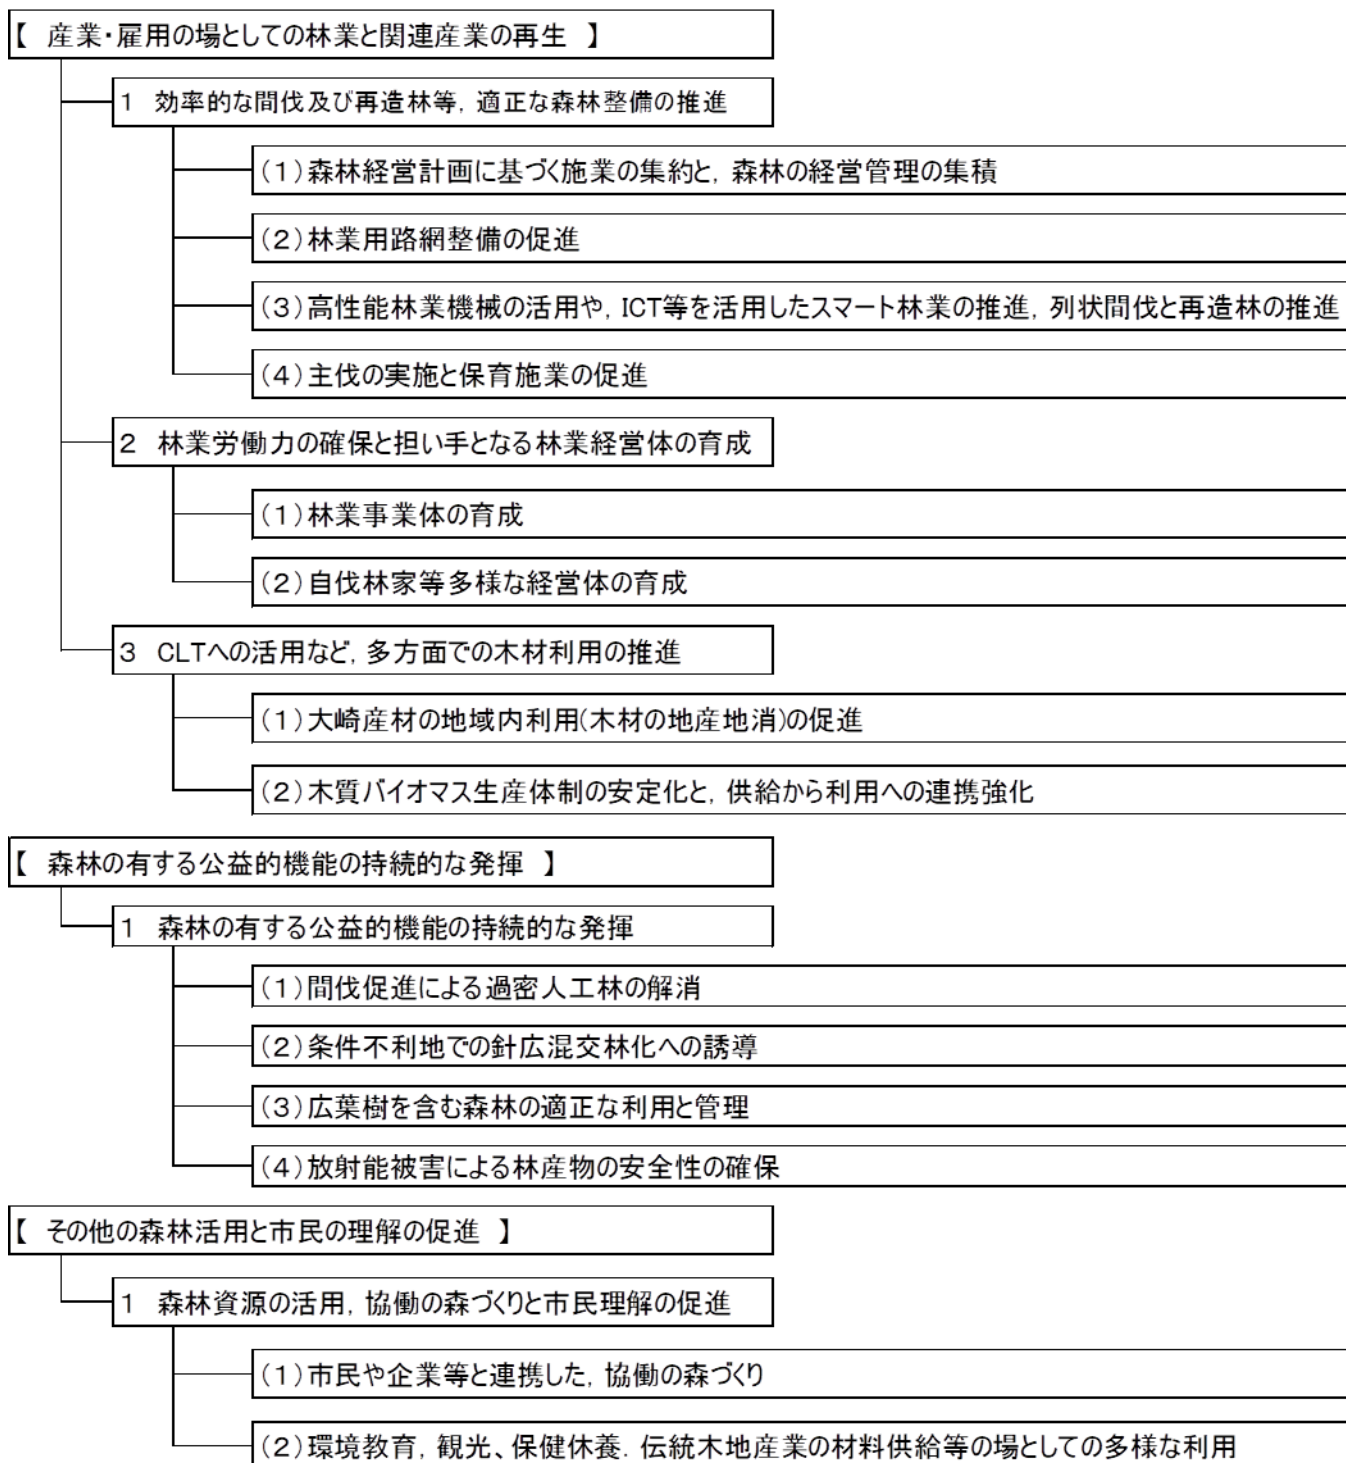 【 産業・雇用の場としての林業と関連産業の再生 】
1 効率的な間伐及び再造林等, 適正な森林整備の推進
(1)森林経営計画に基づく施業の集約と, 森林の経営管理の集積
(2)林業用路網整備の促進
(3)高性能林業機械の活用や, ICT等を活用したスマート林業の推進, 列状間伐と再造林の推進
(4)主伐の実施と保育施業の促進
2 林業労働力の確保と担い手となる林業経営体の育成
(1)林業事業体の育成
(2)自伐林家等多様な経営体の育成
3 CLTへの活用など, 多方面での木材利用の推進
(1)大崎産材の地域内利用(木材の地産地消)の促進
(2)木質バイオマス生産体制の安定化と, 供給から利用への連携強化
【 森林の有する公益的機能の持続的な発揮 】
1 森林の有する公益的機能の持続的な発揮
(1)間伐促進による過密人工林の解消
(2)条件不利地での針広混交林化への誘導
(3)広葉樹を含む森林の適正な利用と管理
(4)放射能被害による林産物の安全性の確保
【 その他の森林活用と市民の理解の促進 】
1 森林資源の活用, 協働の森づくりと市民理解の促進
(1)市民や企業等と連携した, 協働の森づくり
(2)環境教育, 観光、保健休養. 伝統木地産業の材料供給等の場としての多様な利用